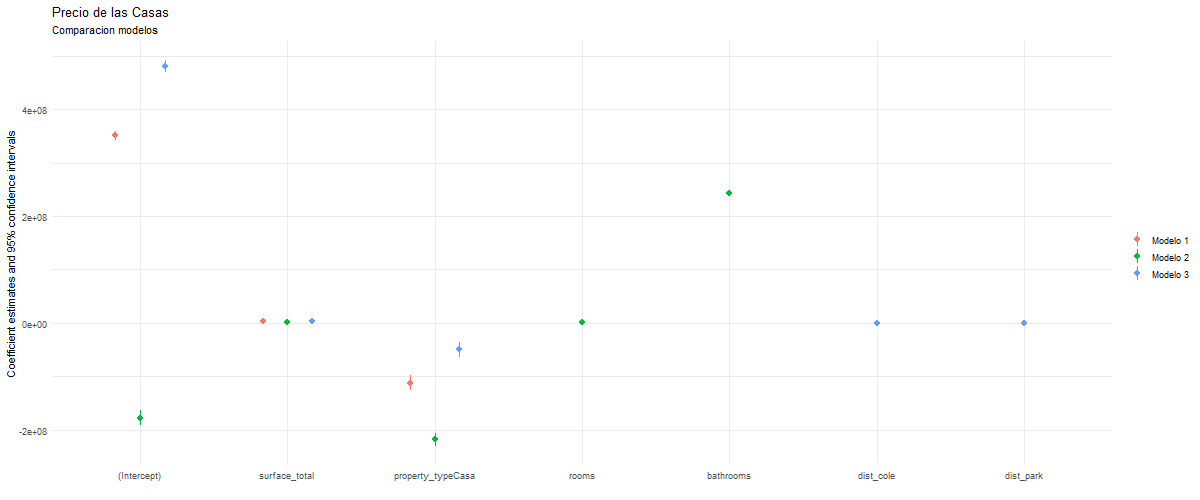 Precio de las Casas
Comparacion modelos
Coefficient estimates and 95% confidence intervals
4e+08
2e+08
0e+00
-2e+08
(Intercept)
surface_total
property_typeCasa
rooms
bathrooms
dist_cole
dist_park
Modelo 1
Modelo 2
Modelo 3